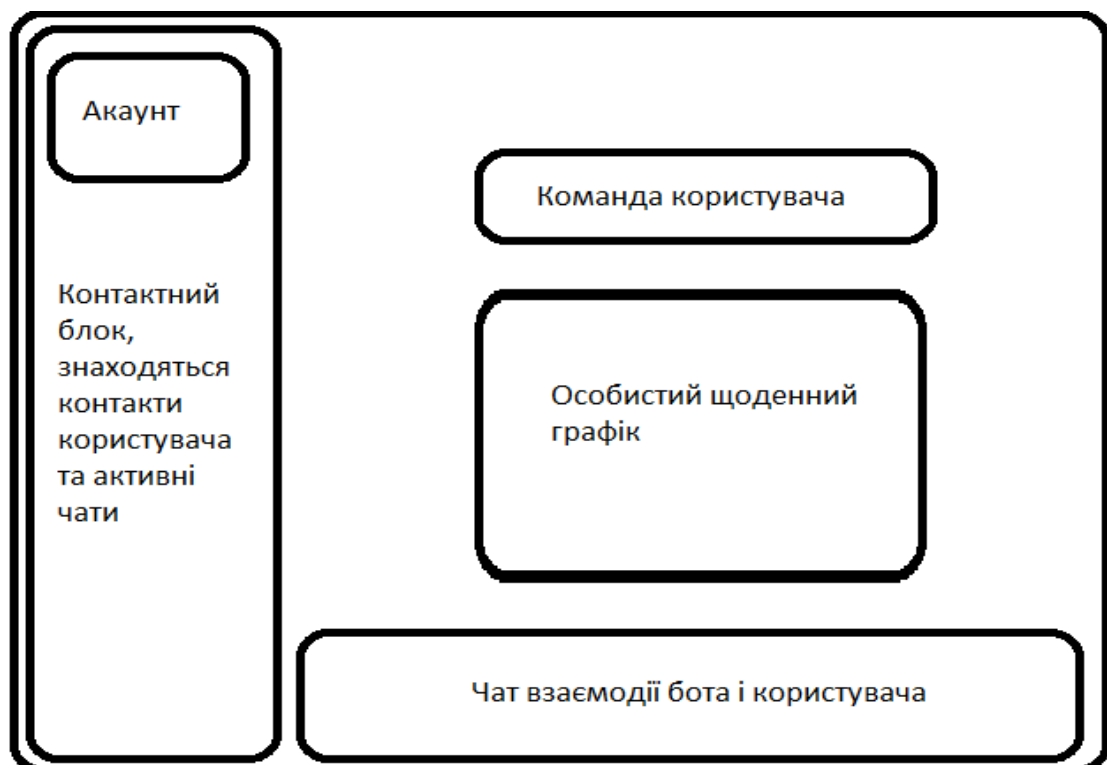 Акаунт
Контактний
блок,
знаходяться
контакти
користувача
та активні
чати
Команда користувача
Особистий щоденний
графік
Чат взаємодії бота і користувача